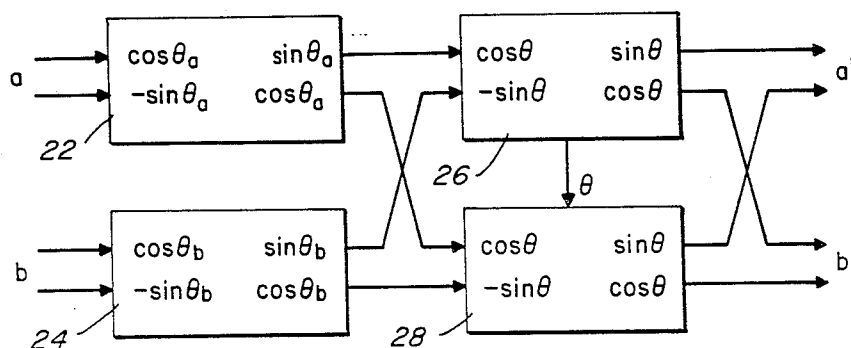 a
cosθa sinθa
-sinθa cosθa
22
cosθ sinθ
-sinθ cosθ
26
a'
θ
b
cosθb sinθb
-sinθb cosθb
24
cosθ sinθ
-sinθ cosθ
28
b